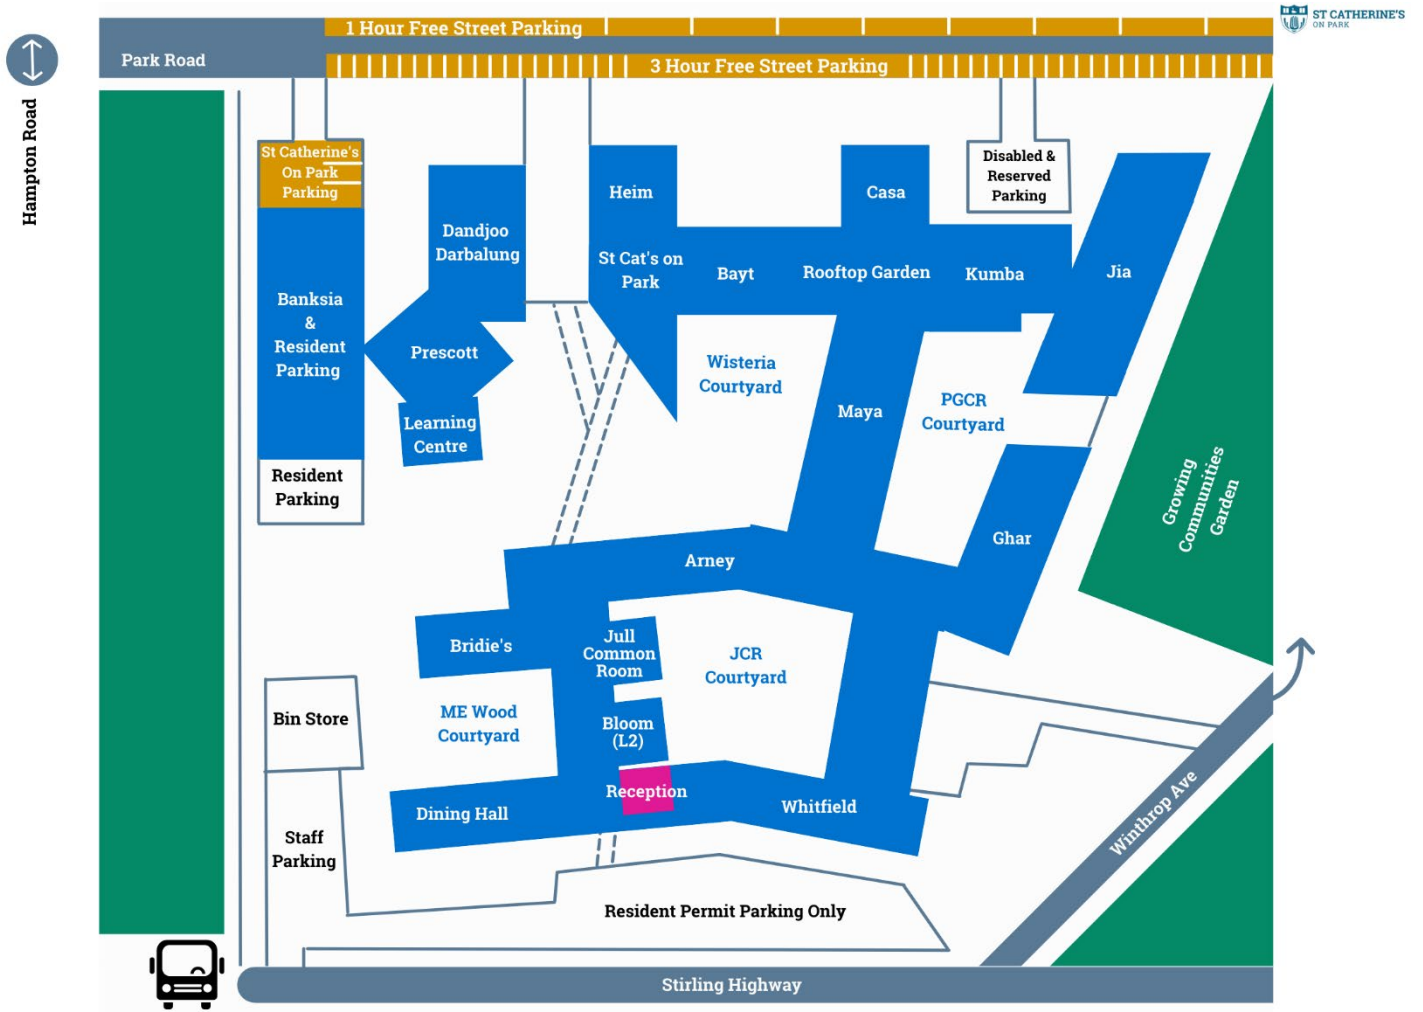 1 Hour Free Street Parking
ST CATHERINE'S
ON PARK
Park Road
3 Hour Free Street Parking
Hampton Road
St Catherine's
On Park
Parking
Disabled &
Reserved
Parking
Heim
Casa
Dandjoo
Darbalung
St Cat's on
Park
Bayt
Rooftop Garden
Kumba
Jia
Banksia
&
Resident
Parking
Prescott
Wisteria
Courtyard
Maya
PGCR
Courtyard
Learning
Centre
Resident
Parking
Growing
Communities
Garden
Ghar
Arney
Bridie's
Jull
Common
Room
JCR
Courtyard
Bin Store
ME Wood
Courtyard
Bloom
(L2)
Reception
Dining Hall
Whitfield
Winthrop Ave
Staff
Parking
Resident Permit Parking Only
Stirling Highway